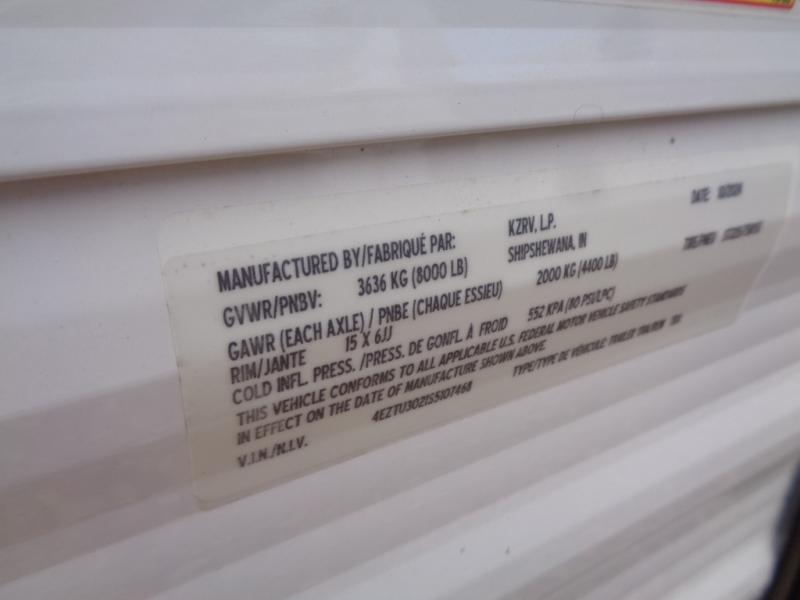 MANUFACTURED BY/FABRIQUÉ PAR: KZRV, L.P. DATE:
SHIPSHEWANA, IN
GVWR/PNBV: 3636 KG (8000 LB)
GAWR (EACH AXLE) / PNBE (CHAQUE ESSIEU) 2000 KG (4400 LB)
RIM/JANTE 15 X 6JJ
COLD INFL. PRESS. /PRESS. DE GONFL. À FROID 552 KPA (80 PSI/LPC)
THIS VEHICLE CONFORMS TO ALL APPLICABLE U.S. FEDERAL MOTOR VEHICLE SAFETY STANDARDS
IN EFFECT ON THE DATE OF MANUFACTURE SHOWN ABOVE.
V.I.N./N.I.V. 4EZTU3021S5107468 TYPE/TYPE DE VÉHICULE: TRAILER